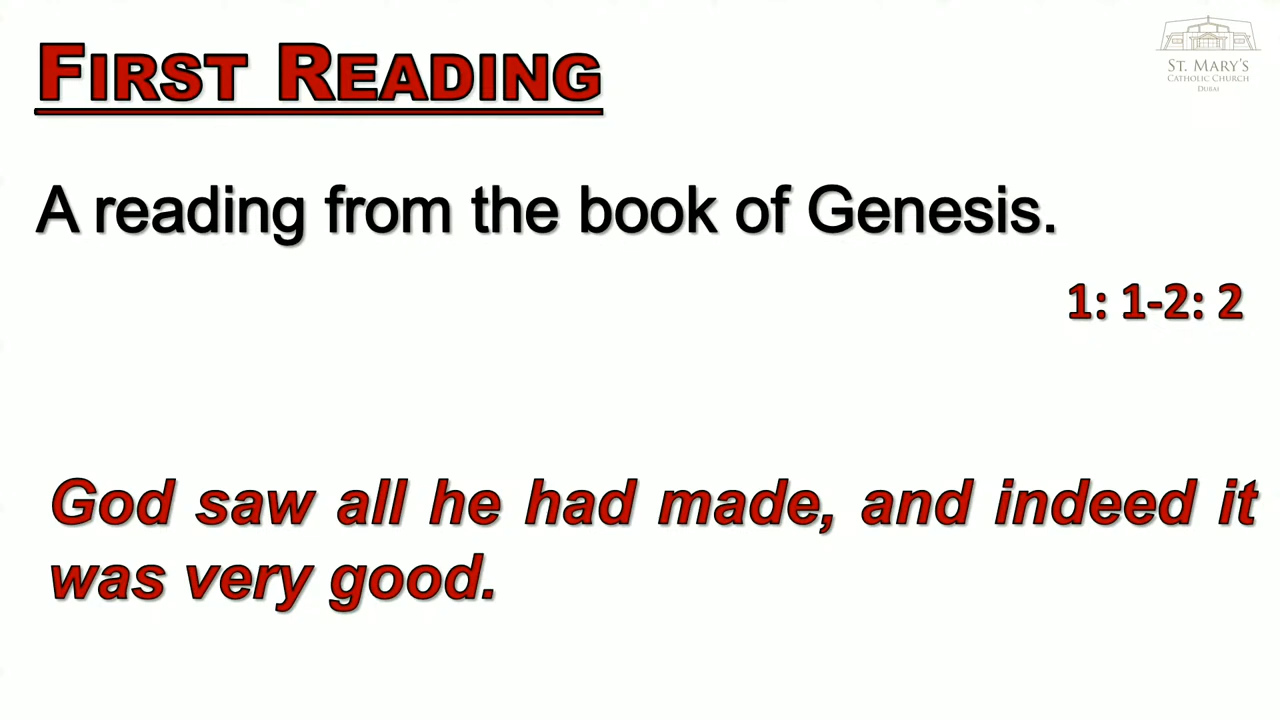 FIRST READING
ST. MARY'S
CATHOLIC CHURCH
DUBAI
A reading from the book of Genesis.
1: 1-2: 2
God saw all he had made, and indeed it
was very good.